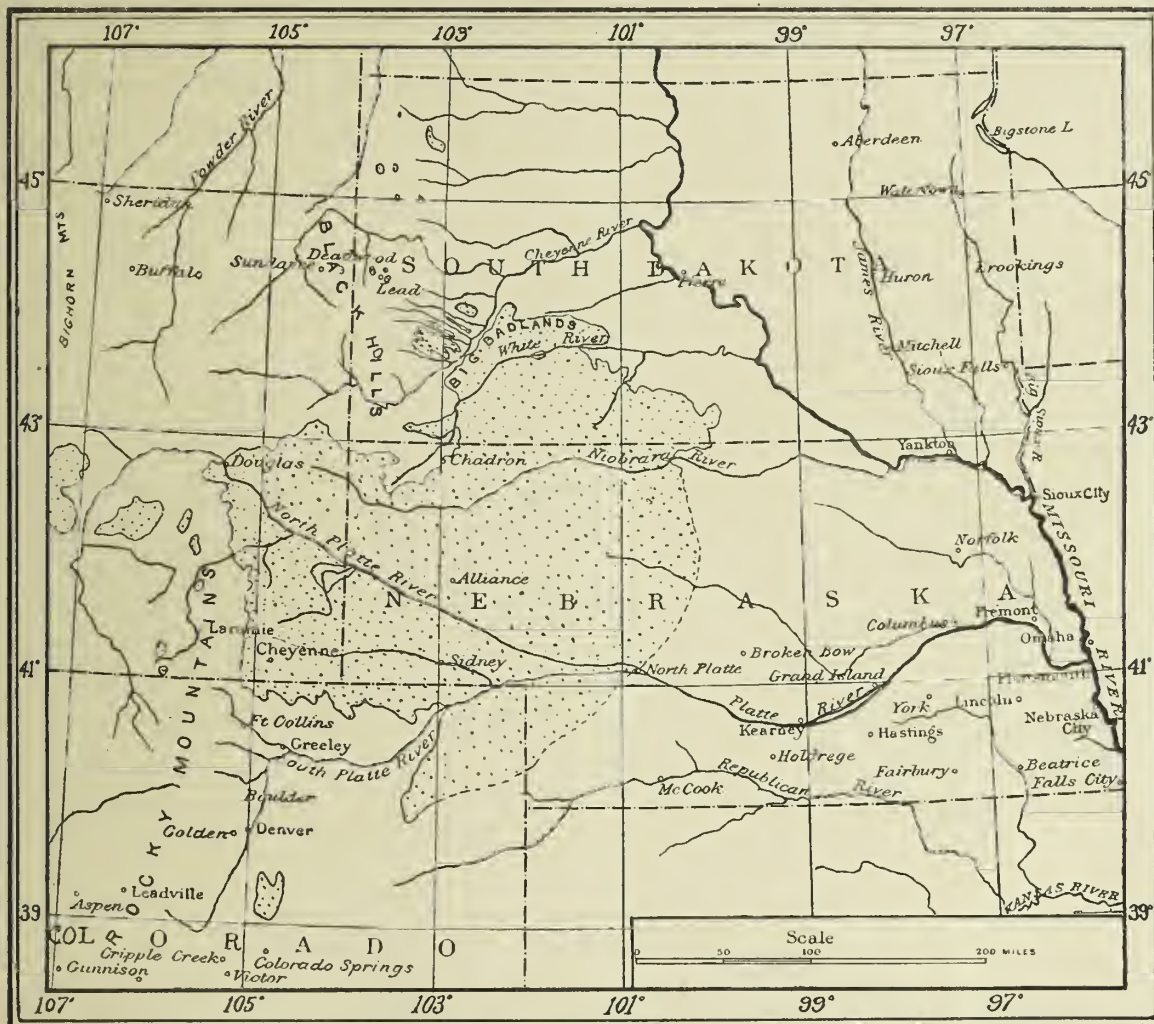 107° 105° 103° 101° 99° 97°
Powder River
Aberdeen
Bigstone L
45° 45°
Sheridan
Watertown
BIGHORN MTS
BLACK HILLS
Cheyenne River
Buffalo
Sundance
Deadwood
SOUTH DAKOTA
Pierre
Lead
James River
Huron
Brookings
BIG BADLANDS
White River
Mitchell
Sioux Falls
Big Sioux R
43° 43°
Yankton
Douglas
Chadron
Niobrara River
Sioux City
North Platte River
MISSOURI RIVER
Norfolk
Alliance
NEBRASKA
Fremont
Columbus
Laramie
Omaha
Cheyenne
Broken Bow
41° 41°
Sidney
North Platte
Grand Island
Plattsmouth
Platte River
York
Lincoln
Ft Collins
Kearney
Hastings
Nebraska City
Greeley
South Platte River
Holdrege
Fairbury
Beatrice
Falls City
McCook
Republican River
Boulder
Golden
Denver
ROCKY MOUNTAINS
Leadville
Aspen
KANSAS RIVER
39° 39°
COLORADO
Scale
0 50 100 200 MILES
Cripple Creek
Colorado Springs
Gunnison
Victor
107° 105° 103° 101° 99° 97°